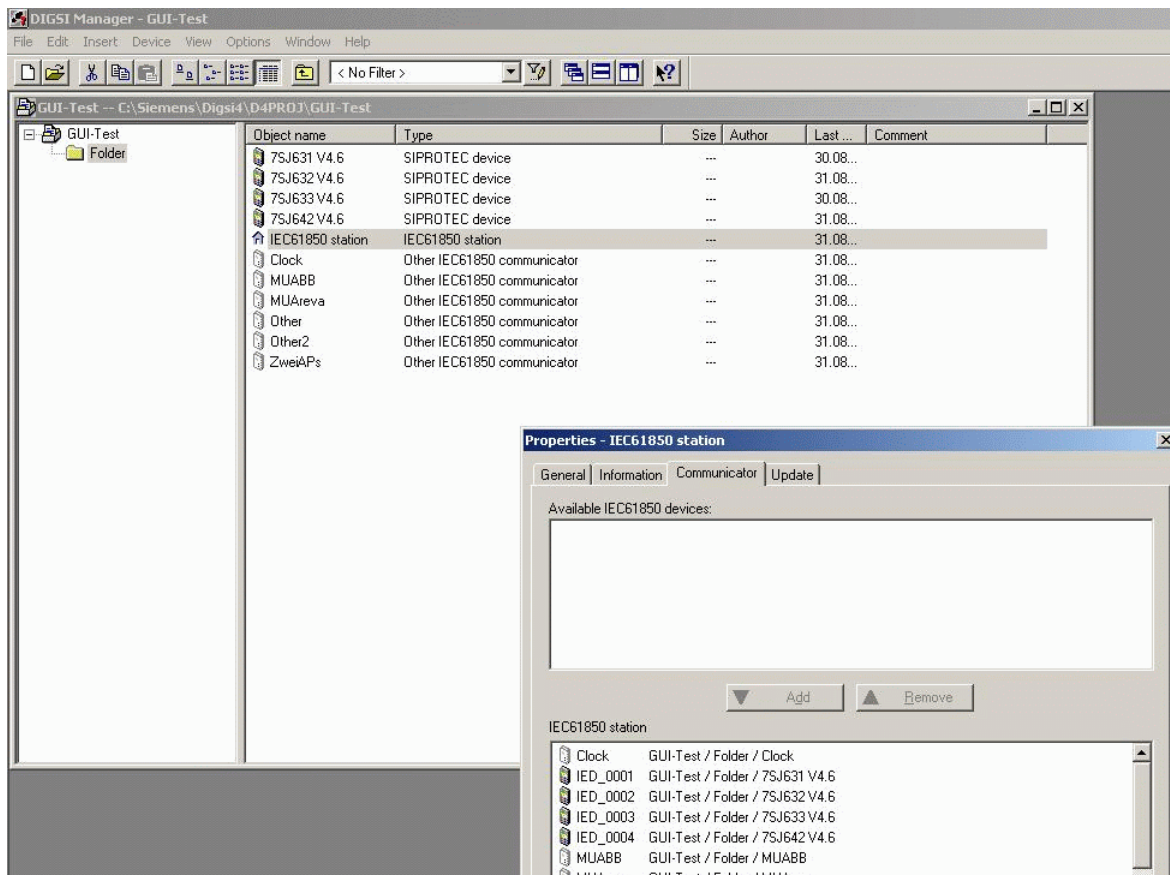 DIGSI Manager - GUI-Test
File Edit Insert Device View Options Window Help
< No Filter >
GUI-Test -- C:\Siemens\Digsi4\D4PROJ\GUI-Test
GUI-Test
Folder
Object name Type Size Author Last ... Comment
7SJ631 V4.6 SIPROTEC device --- 30.08...
7SJ632 V4.6 SIPROTEC device --- 31.08...
7SJ633 V4.6 SIPROTEC device --- 30.08...
7SJ642 V4.6 SIPROTEC device --- 31.08...
IEC61850 station IEC61850 station --- 31.08...
Clock Other IEC61850 communicator --- 31.08...
MUABB Other IEC61850 communicator --- 31.08...
MUAreva Other IEC61850 communicator --- 31.08...
Other Other IEC61850 communicator --- 31.08...
Other2 Other IEC61850 communicator --- 31.08...
ZweiAPs Other IEC61850 communicator --- 31.08...
Properties - IEC61850 station
General Information Communicator Update
Available IEC61850 devices:
Add Remove
IEC61850 station
Clock GUI-Test / Folder / Clock
IED_0001 GUI-Test / Folder / 7SJ631 V4.6
IED_0002 GUI-Test / Folder / 7SJ632 V4.6
IED_0003 GUI-Test / Folder / 7SJ633 V4.6
IED_0004 GUI-Test / Folder / 7SJ642 V4.6
MUABB GUI-Test / Folder / MUABB